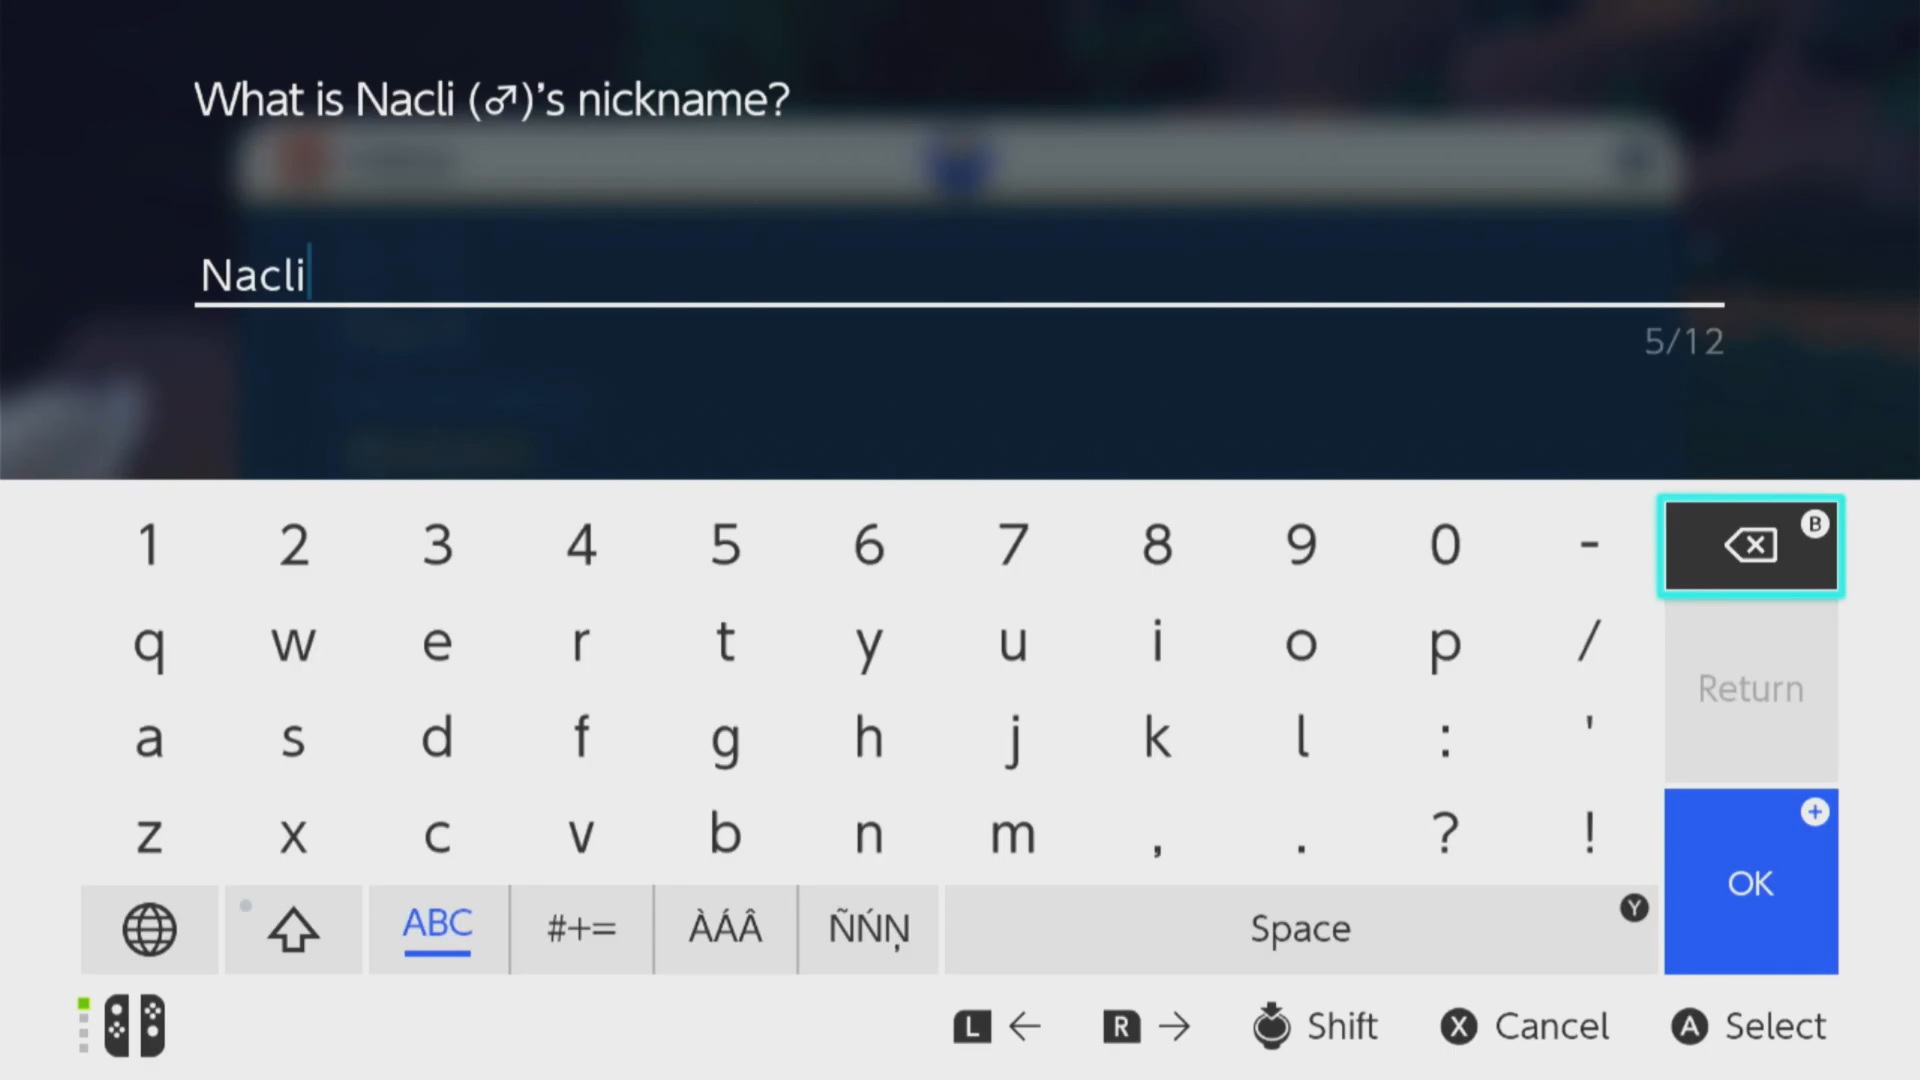 What is Nacli (♂)’s nickname?
Nacli
5/12
1 2 3 4 5 6 7 8 9 0 - B
q w e r t y u i o p /
Return
a s d f g h j k l : '
z x c v b n m , . ? !
+
OK
ABC #+= ÀÁÂ ÑŃŅ Space Y
L ← R → Shift X Cancel A Select